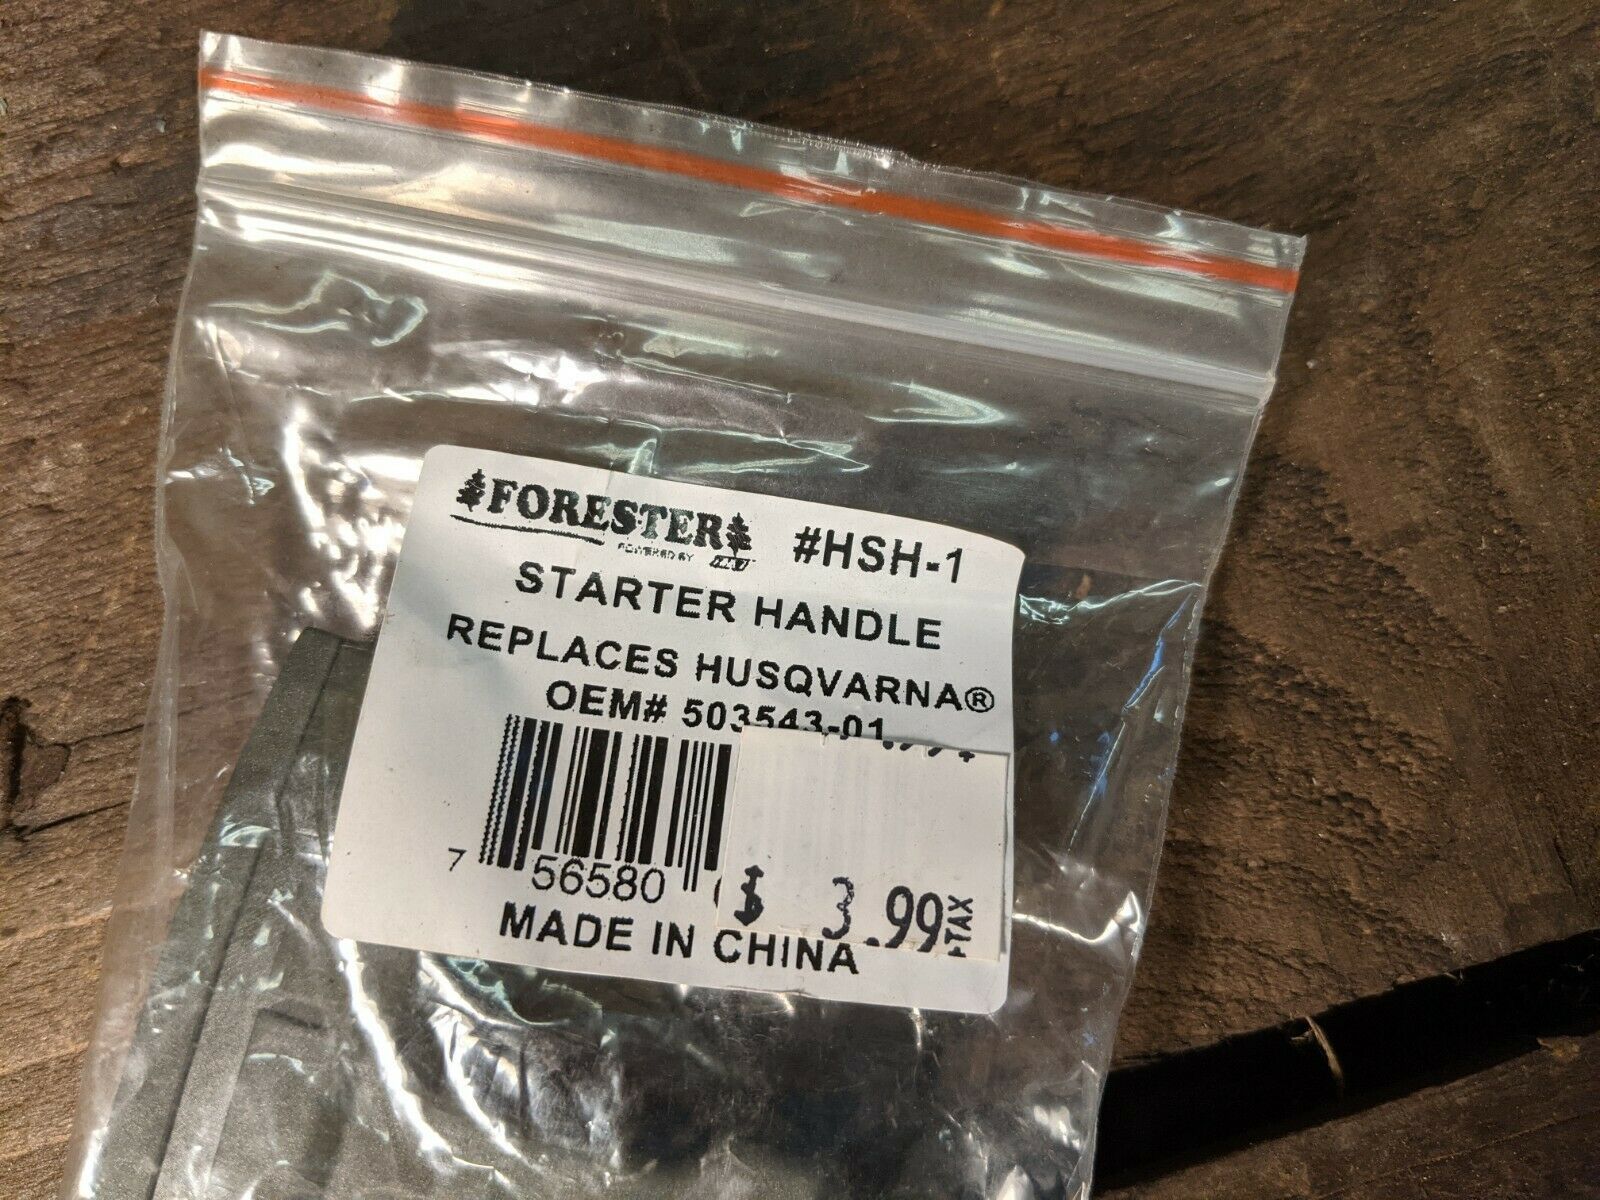 FORESTER #HSH-1
POWERED BY
STARTER HANDLE
REPLACES HUSQVARNA®
OEM# 503543-01
7 56580
$ 3.99 +TAX
MADE IN CHINA